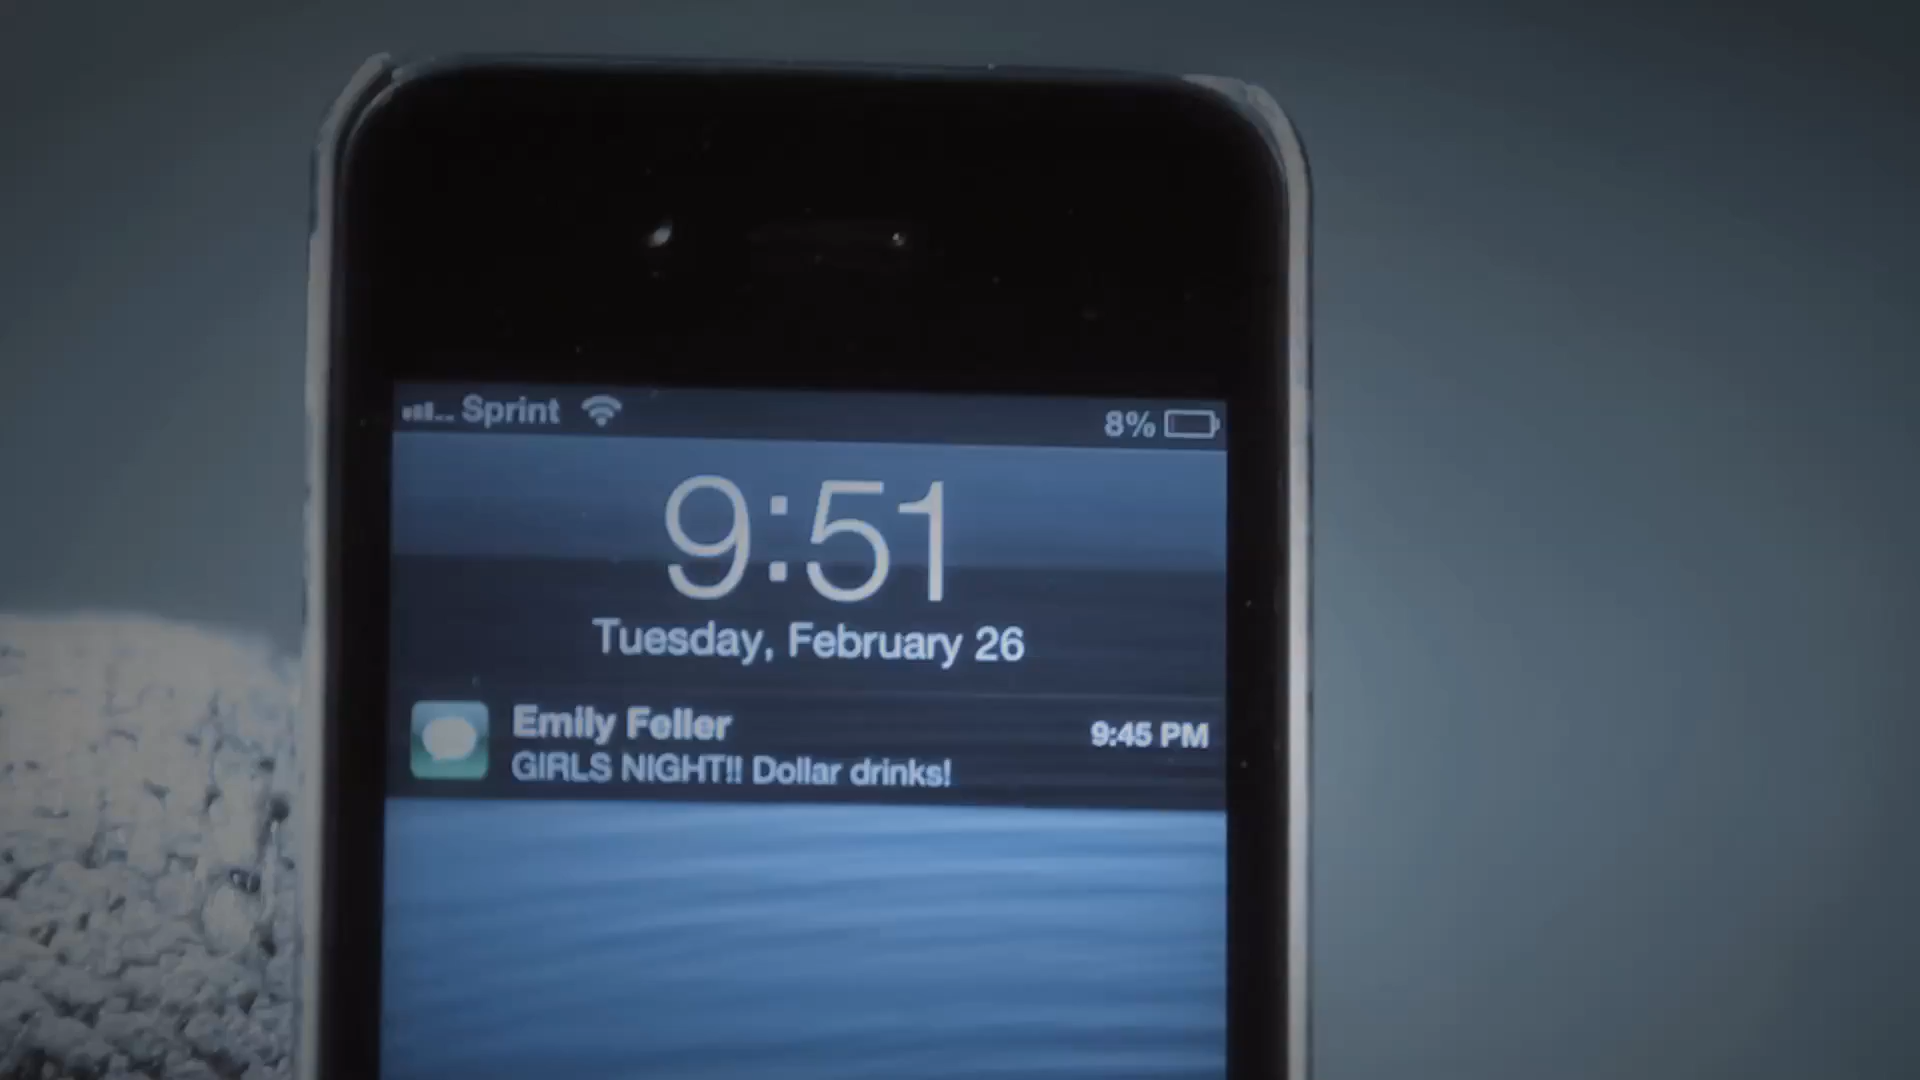 Sprint
8%
9:51
Tuesday, February 26
Emily Feller
9:45 PM
GIRLS NIGHT!! Dollar drinks!